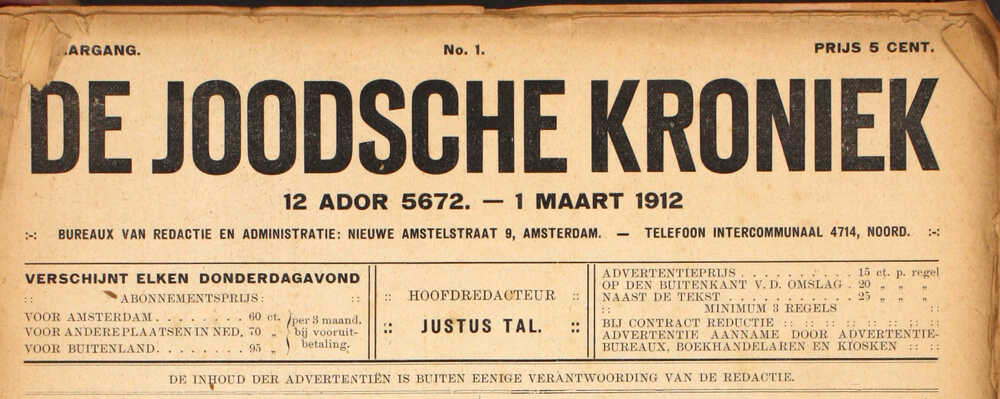 ARGANG. No. 1. PRIJS 5 CENT.
DE JOODSCHE KRONIEK
12 ADOR 5672. — 1 MAART 1912
:-: BUREAUX VAN REDACTIE EN ADMINISTRATIE: NIEUWE AMSTELSTRAAT 9, AMSTERDAM. — TELEFOON INTERCOMMUNAAL 4714, NOORD. :-:
VERSCHIJNT ELKEN DONDERDAGAVOND
:: ABONNEMENTSPRIJS: ::
VOOR AMSTERDAM . . . . . . . 60 ct.
VOOR ANDERE PLAATSEN IN NED. 70 „
VOOR BUITENLAND. . . . . . . 95 „
per 3 maand.
bij vooruit-
betaling.
:: HOOFDREDACTEUR ::
:: JUSTUS TAL. ::
ADVERTENTIEPRIJS . . . . . . . . . 15 ct. p. regel
OP DEN BUITENKANT V. D. OMSLAG . 20 „ „ „
NAAST DE TEKST . . . . . . . . . . 25 „ „ „
:: MINIMUM 3 REGELS ::
BIJ CONTRACT REDUCTIE :: :: :: :: :: :: :: ::
ADVERTENTIE AANNAME DOOR ADVERTENTIE-
BUREAUX, BOEKHANDELAREN EN KIOSKEN :: :: ::
DE INHOUD DER ADVERTENTIËN IS BUITEN EENIGE VERANTWOORDING VAN DE REDACTIE.